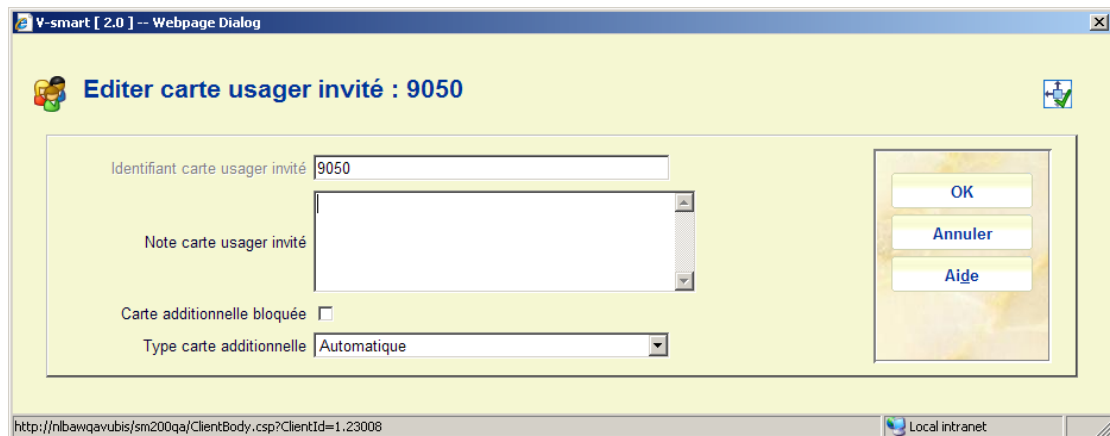 V-smart [ 2.0 ] -- Webpage Dialog
Editer carte usager invité : 9050
Identifiant carte usager invité 9050
Note carte usager invité
Carte additionnelle bloquée
Type carte additionnelle Automatique
OK
Annuler
Aide
http://nlbawqavubis/sm200qa/ClientBody.csp?ClientId=1.23008 Local intranet